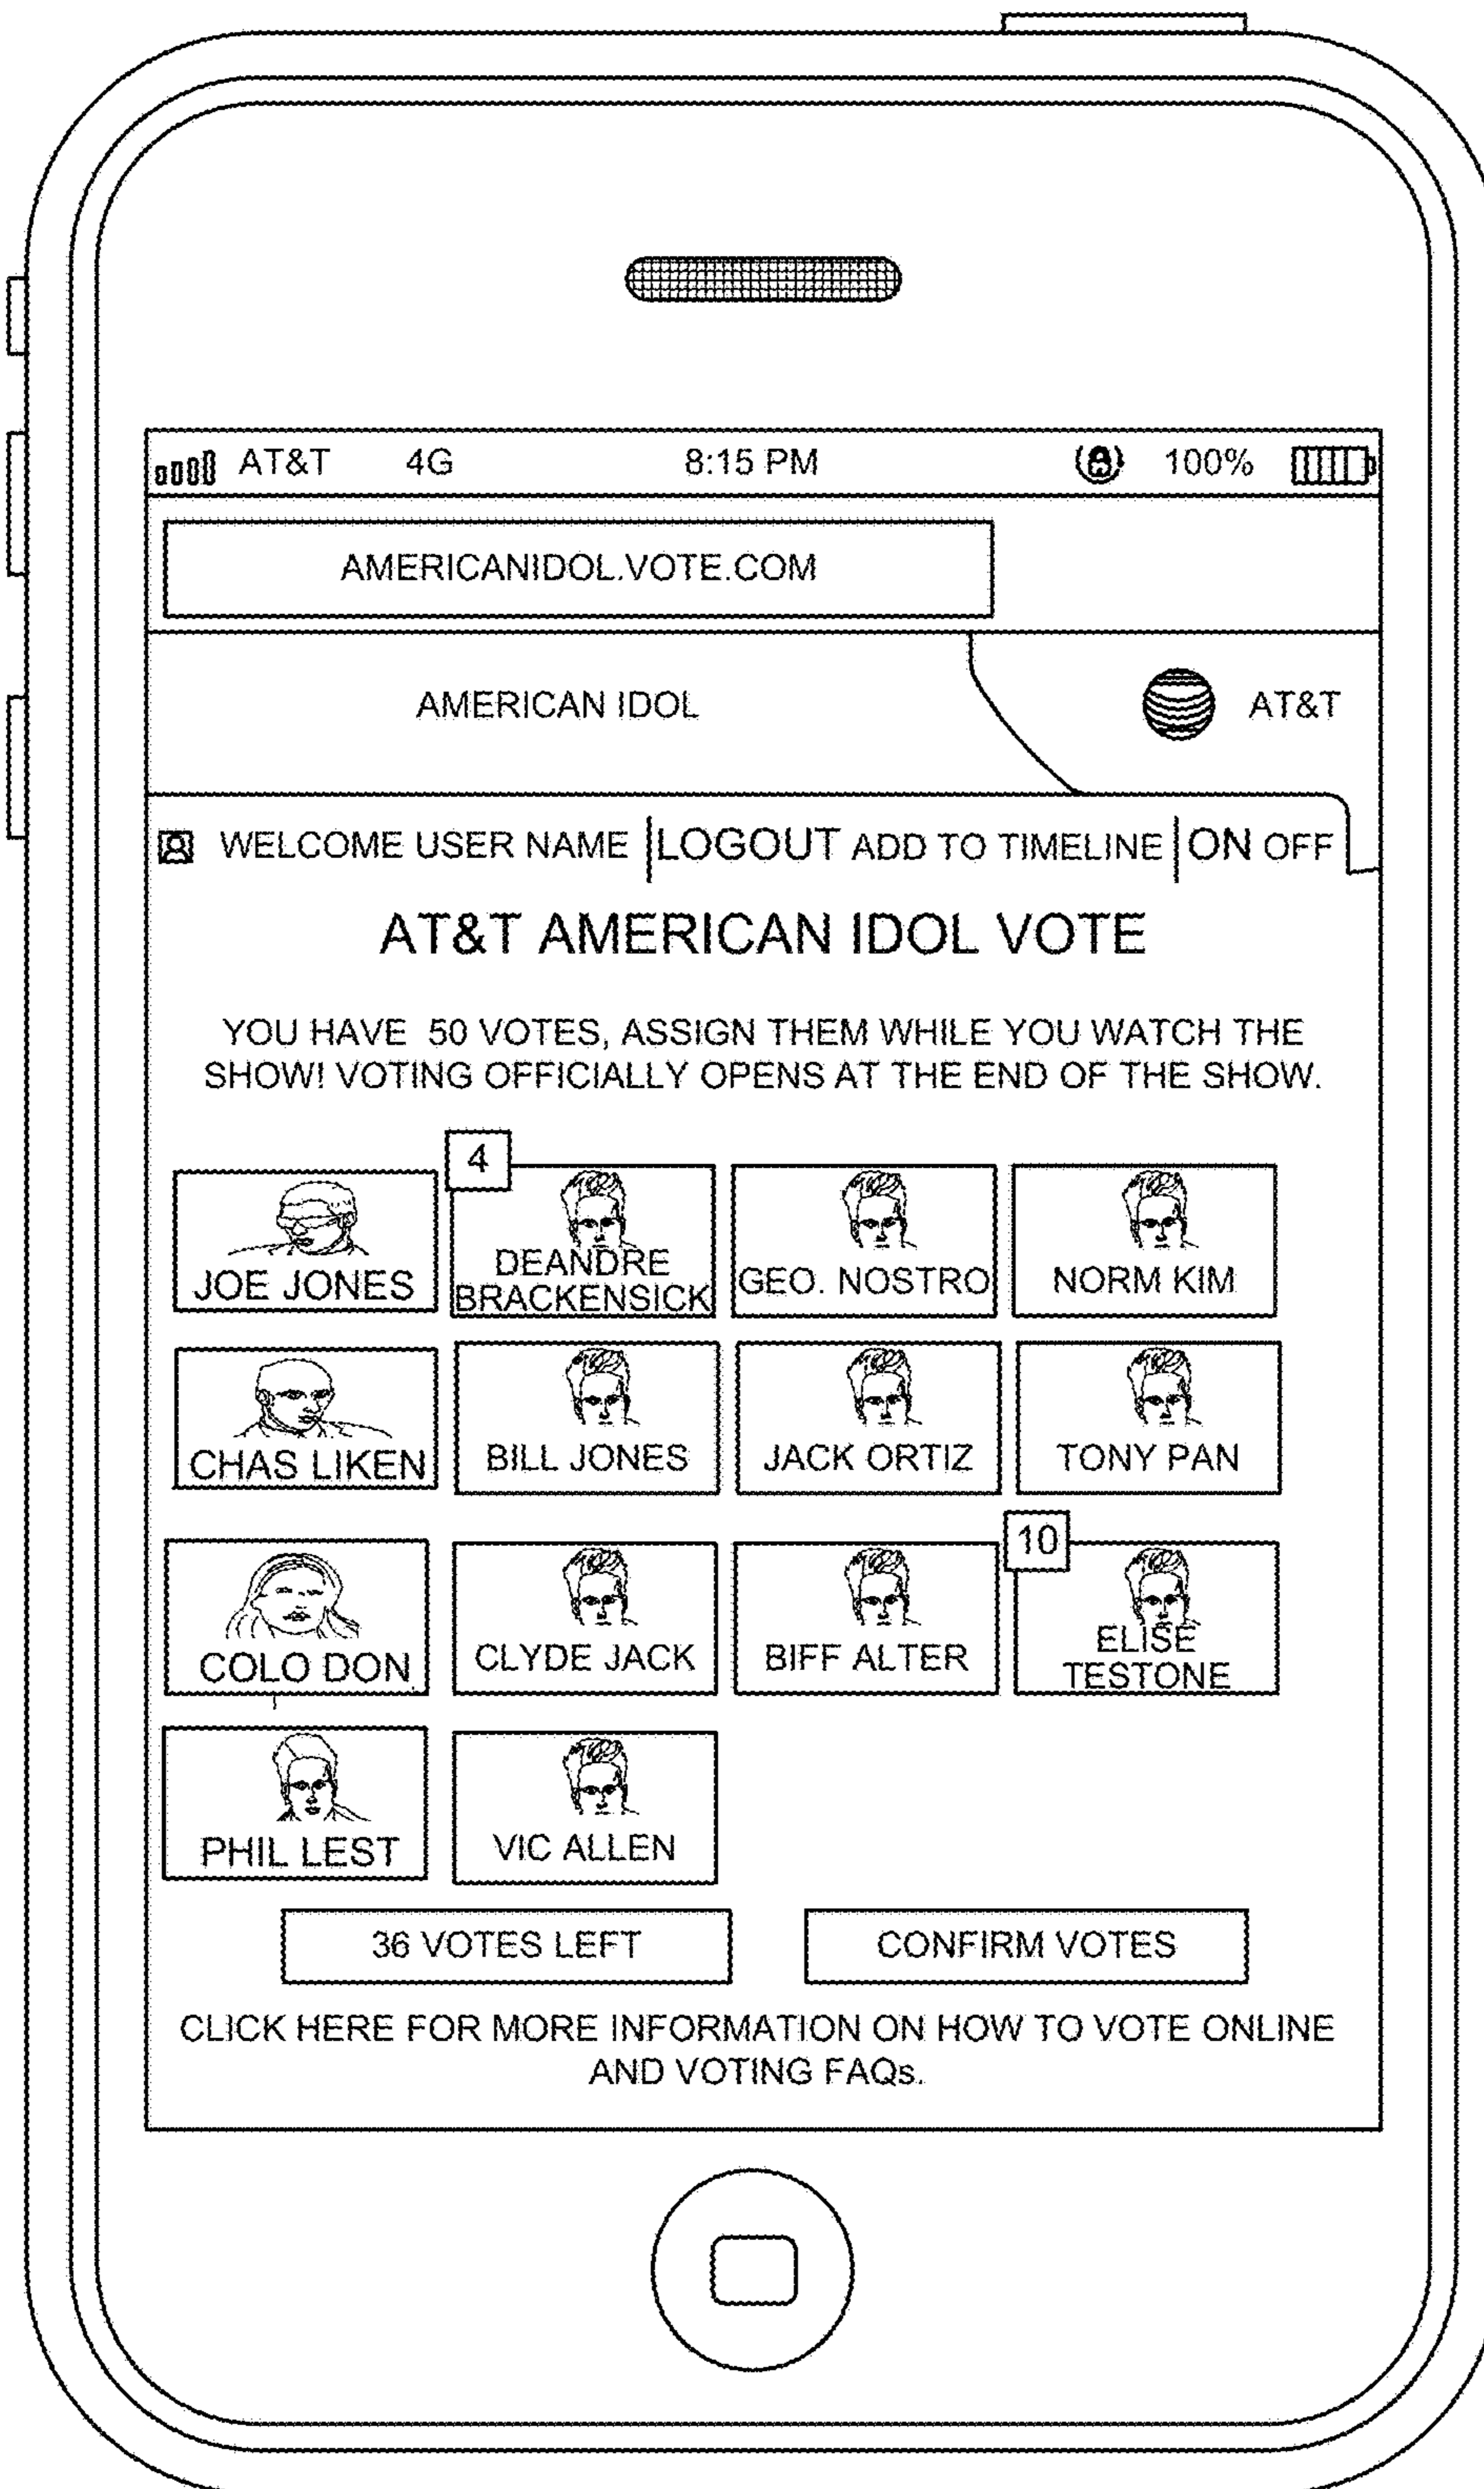 AT&T 4G 8:15 PM 100%
AMERICANIDOL.VOTE.COM
AMERICAN IDOL AT&T
WELCOME USER NAME |LOGOUT ADD TO TIMELINE |ON OFF
AT&T AMERICAN IDOL VOTE
YOU HAVE 50 VOTES, ASSIGN THEM WHILE YOU WATCH THE
SHOW! VOTING OFFICIALLY OPENS AT THE END OF THE SHOW.
JOE JONES
4
DEANDRE
BRACKENSICK
GEO. NOSTRO
NORM KIM
CHAS LIKEN
BILL JONES
JACK ORTIZ
TONY PAN
COLO DON
CLYDE JACK
BIFF ALTER
10
ELISE
TESTONE
PHIL LEST
VIC ALLEN
36 VOTES LEFT
CONFIRM VOTES
CLICK HERE FOR MORE INFORMATION ON HOW TO VOTE ONLINE
AND VOTING FAQs.